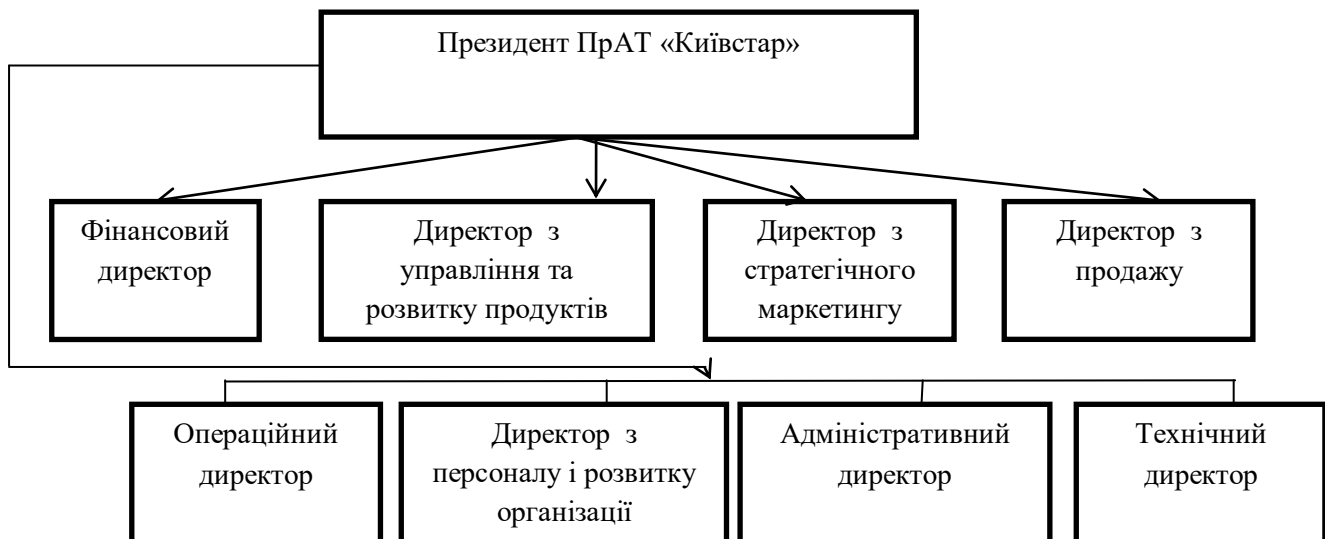 Президент ПрАТ «Київстар»
Фінансовий
директор
Директор з
управління та
розвитку продуктів
Директор з
стратегічного
маркетингу
Директор з
продажу
Операційний
директор
Директор з
персоналу і розвитку
організації
Адміністративний
директор
Технічний
директор